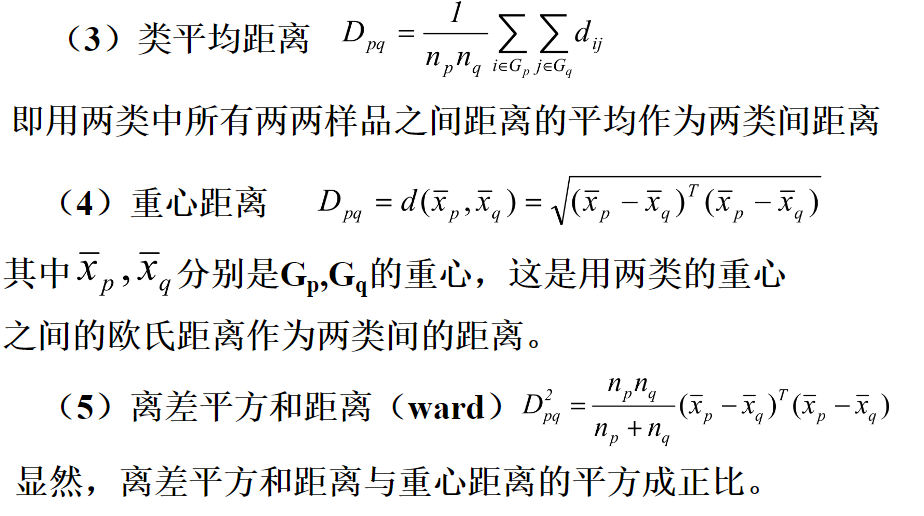 （3）类平均距离 $D_{pq} = \frac{1}{n_p n_q} \sum_{i \in G_p} \sum_{j \in G_q} d_{ij}$
即用两类中所有两两样品之间距离的平均作为两类间距离
（4）重心距离 $D_{pq} = d(\bar{x}_p, \bar{x}_q) = \sqrt{(\bar{x}_p - \bar{x}_q)^T (\bar{x}_p - \bar{x}_q)}$
其中 $\bar{x}_p, \bar{x}_q$ 分别是$G_p$,$G_q$的重心，这是用两类的重心
之间的欧氏距离作为两类间的距离。
（5）离差平方和距离（ward）$D_{pq}^2 = \frac{n_p n_q}{n_p + n_q} (\bar{x}_p - \bar{x}_q)^T (\bar{x}_p - \bar{x}_q)$
显然，离差平方和距离与重心距离的平方成正比。